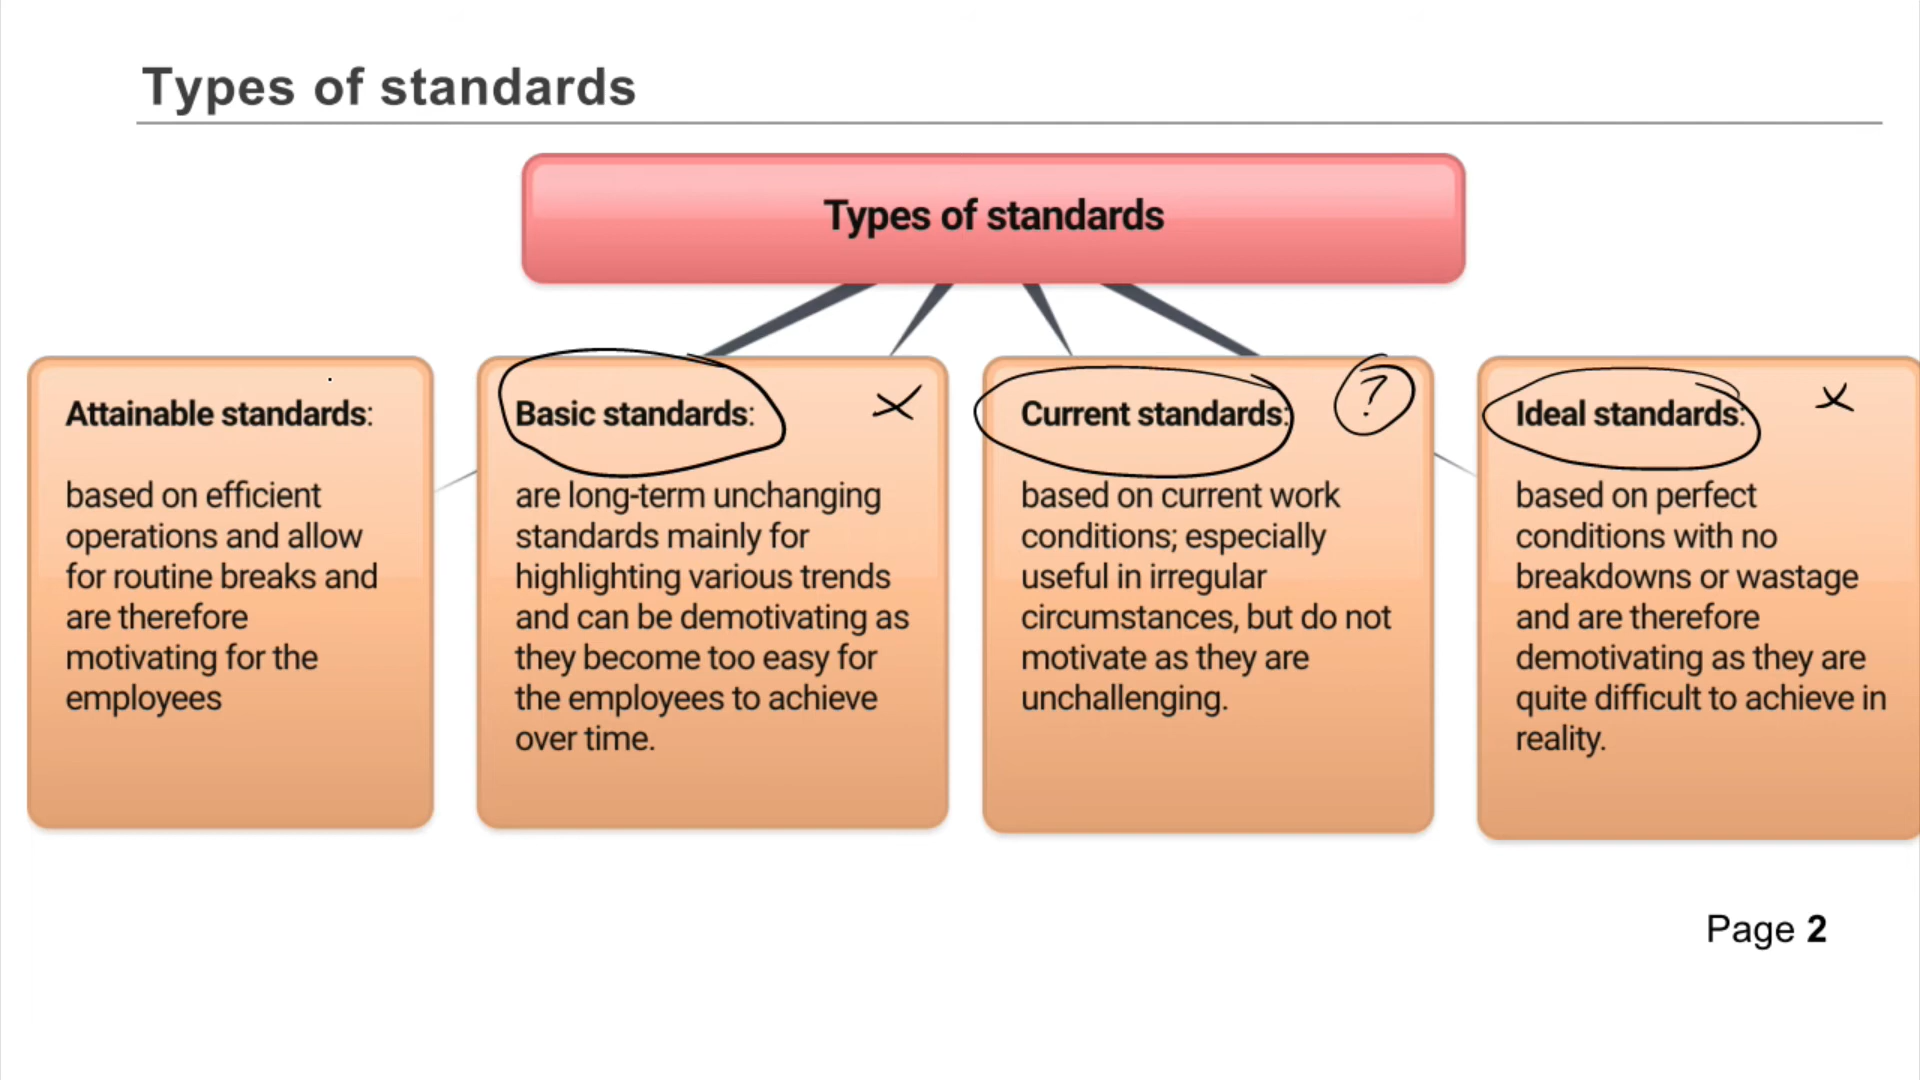 Types of standards
Types of standards
Attainable standards:
based on efficient
operations and allow
for routine breaks and
are therefore
motivating for the
employees
Basic standards:
are long-term unchanging
standards mainly for
highlighting various trends
and can be demotivating as
they become too easy for
the employees to achieve
over time.
Current standards:
?
based on current work
conditions; especially
useful in irregular
circumstances, but do not
motivate as they are
unchallenging.
Ideal standards:
based on perfect
conditions with no
breakdowns or wastage
and are therefore
demotivating as they are
quite difficult to achieve in
reality.
Page 2